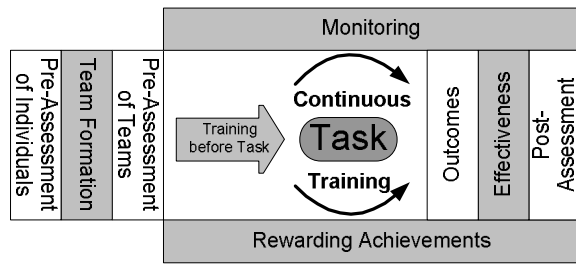 Monitoring
Pre-Assessment
of Individuals
Team Formation
Pre-Assessment
of Teams
Training
before Task
Continuous
Task
Training
Outcomes
Effectiveness
Post-
Assessment
Rewarding Achievements